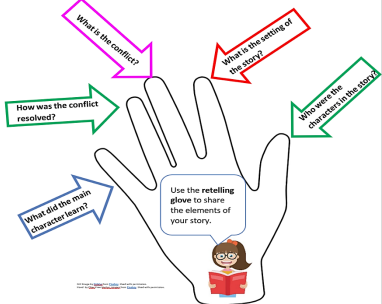 What is the conflict?
What is the setting of
the story?
How was the conflict
resolved?
Who were the
characters in the story?
What did the main
character learn?
Use the retelling
glove to share
the elements of
your story.